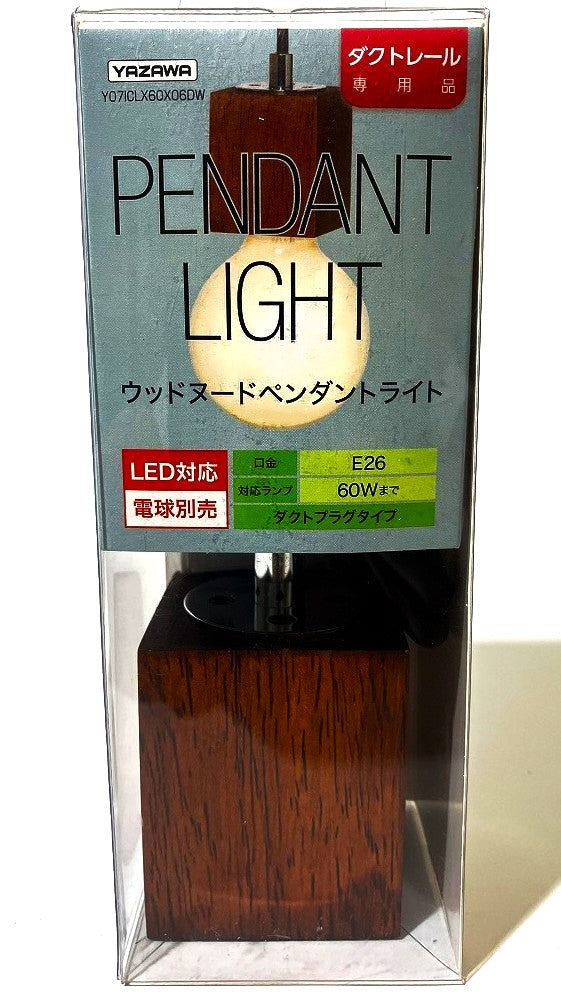 YAZAWA
Y07ICLX60X06DW
ダクトレール
専用品
PENDANT
LIGHT
ウッドヌードペンダントライト
LED対応
電球別売
口金 E26
対応ランプ 60Wまで
ダクトプラグタイプ